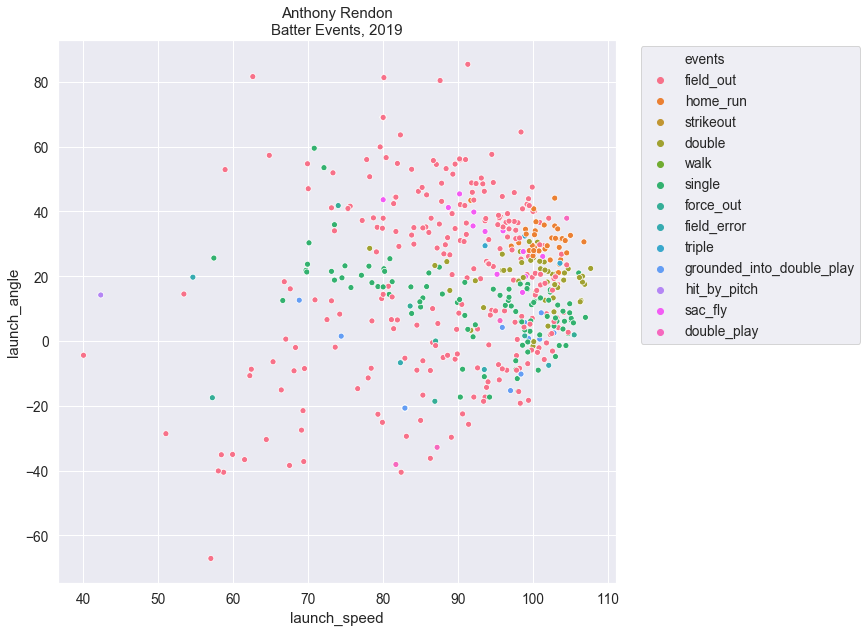 Anthony Rendon
Batter Events, 2019
events
field_out
home_run
strikeout
double
walk
single
force_out
field_error
triple
grounded_into_double_play
hit_by_pitch
sac_fly
double_play
launch_angle
80
60
40
20
0
−20
−40
−60
40 50 60 70 80 90 100 110
launch_speed